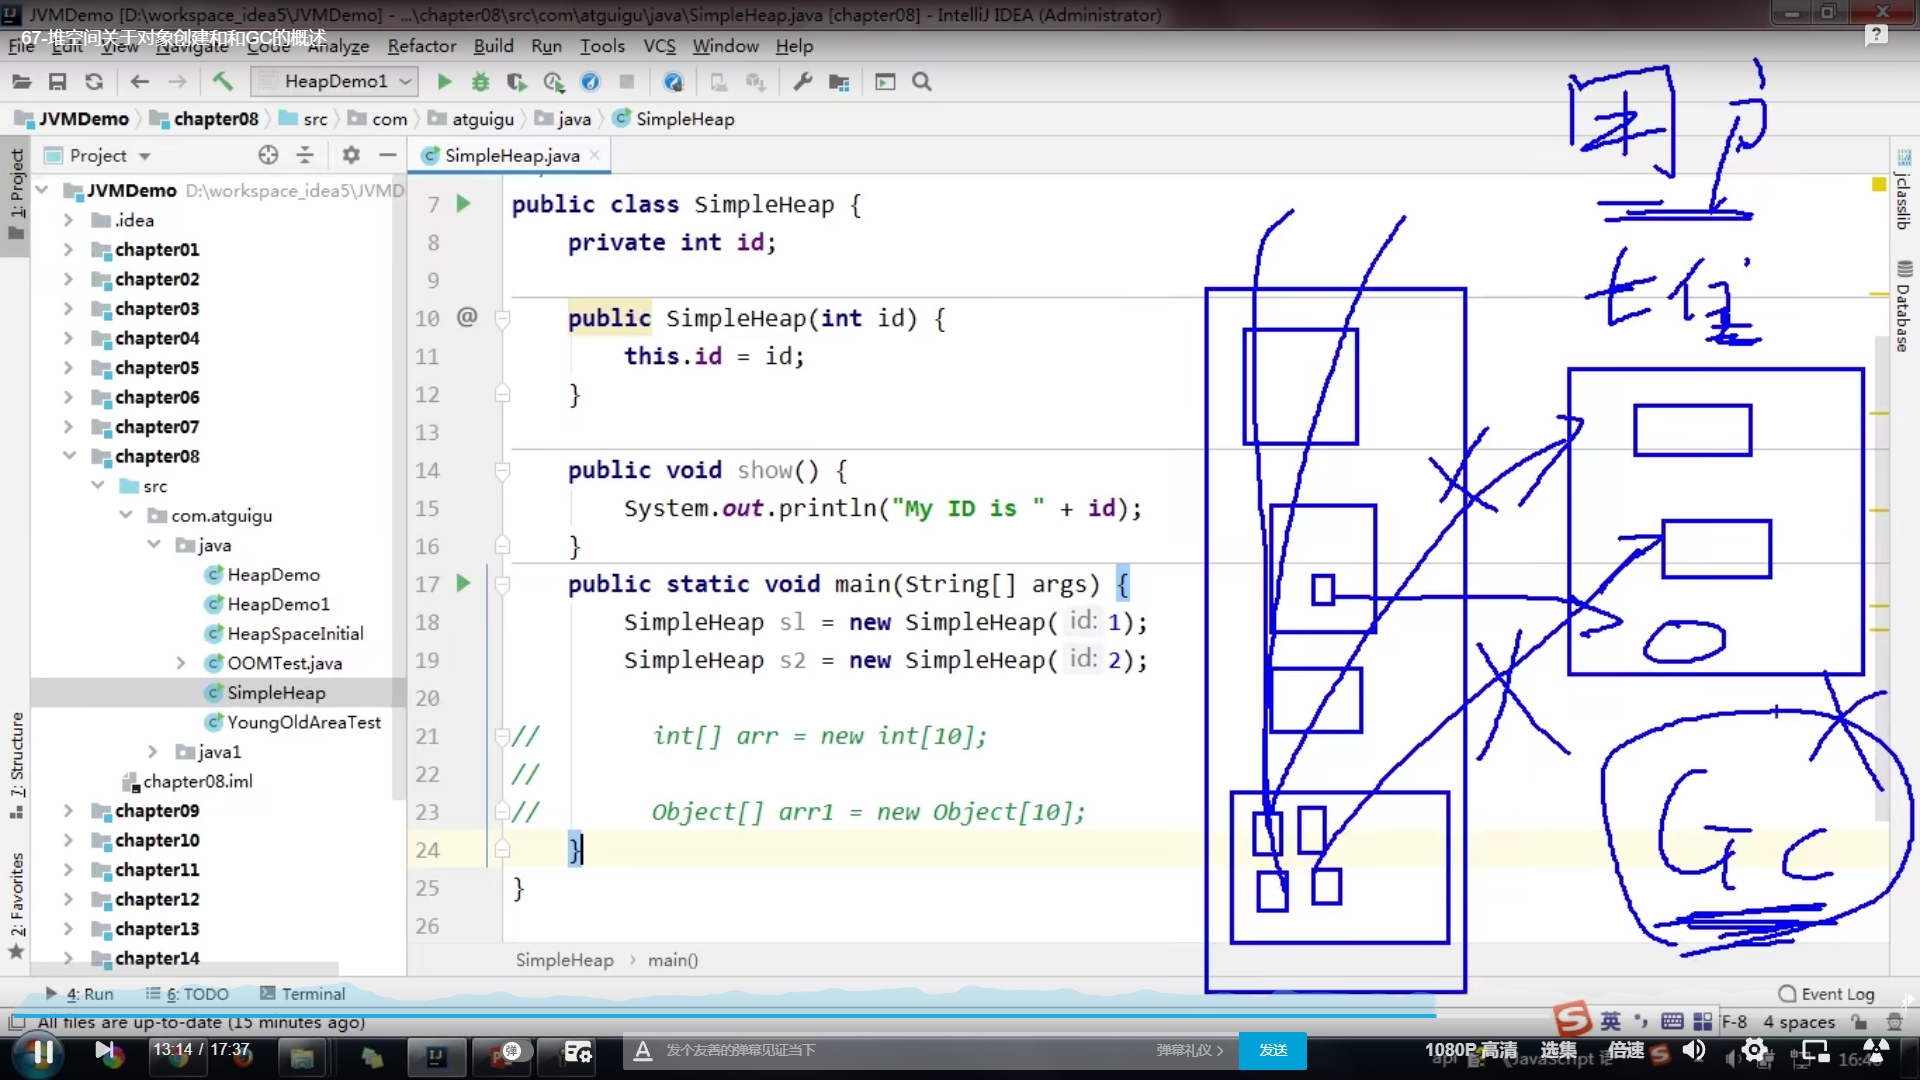 JVMDemo [D:\workspace_idea5\JVMDemo] - ...\chapter08\src\com\atguigu\java\SimpleHeap.java [chapter08] - IntelliJ IDEA (Administrator)
67-堆空间关于对象创建和和GC的概述
File Edit View Navigate Code Analyze Refactor Build Run Tools VCS Window Help
HeapDemo1
JVMDemo chapter08 src com atguigu java SimpleHeap
1: Project
7: Structure
2: Favorites
Project
JVMDemo D:\workspace_idea5\JVMD
.idea
chapter01
chapter02
chapter03
chapter04
chapter05
chapter06
chapter07
chapter08
src
com.atguigu
java
HeapDemo
HeapDemo1
HeapSpaceInitial
OOMTest.java
SimpleHeap
YoungOldAreaTest
java1
chapter08.iml
chapter09
chapter10
chapter11
chapter12
chapter13
chapter14
SimpleHeap.java
7 public class SimpleHeap {
8 private int id;
9
10 @ public SimpleHeap(int id) {
11 this.id = id;
12 }
13
14 public void show() {
15 System.out.println("My ID is " + id);
16 }
17 public static void main(String[] args) {
18 SimpleHeap sl = new SimpleHeap( id: 1);
19 SimpleHeap s2 = new SimpleHeap( id: 2);
20
21 // int[] arr = new int[10];
22 //
23 // Object[] arr1 = new Object[10];
24 }
25 }
26
SimpleHeap main()
GC
jclasslib
Database
4: Run 6: TODO Terminal
Event Log
All files are up-to-date (15 minutes ago)
英
F-8 4 spaces
13:14 / 17:37
弹
发个友善的弹幕见证当下
弹幕礼仪
发送
1080P 高清 选集 倍速